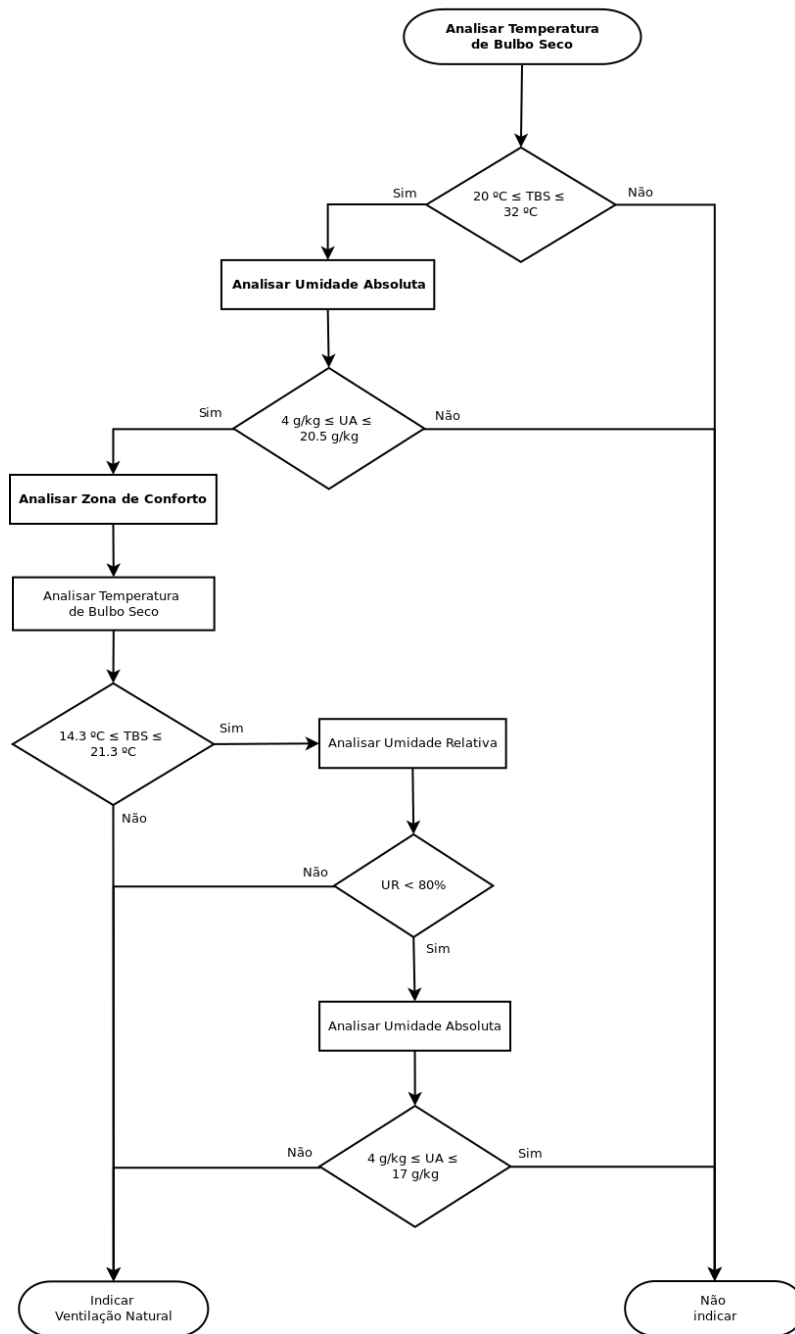 Analisar Temperatura
de Bulbo Seco
Sim
20 ºC ≤ TBS ≤
32 ºC
Não
Analisar Umidade Absoluta
Sim
4 g/kg ≤ UA ≤
20.5 g/kg
Não
Analisar Zona de Conforto
Analisar Temperatura
de Bulbo Seco
14.3 ºC ≤ TBS ≤
21.3 ºC
Sim
Analisar Umidade Relativa
Não
Não
UR < 80%
Sim
Analisar Umidade Absoluta
Não
4 g/kg ≤ UA ≤
17 g/kg
Sim
Indicar
Ventilação Natural
Não
indicar